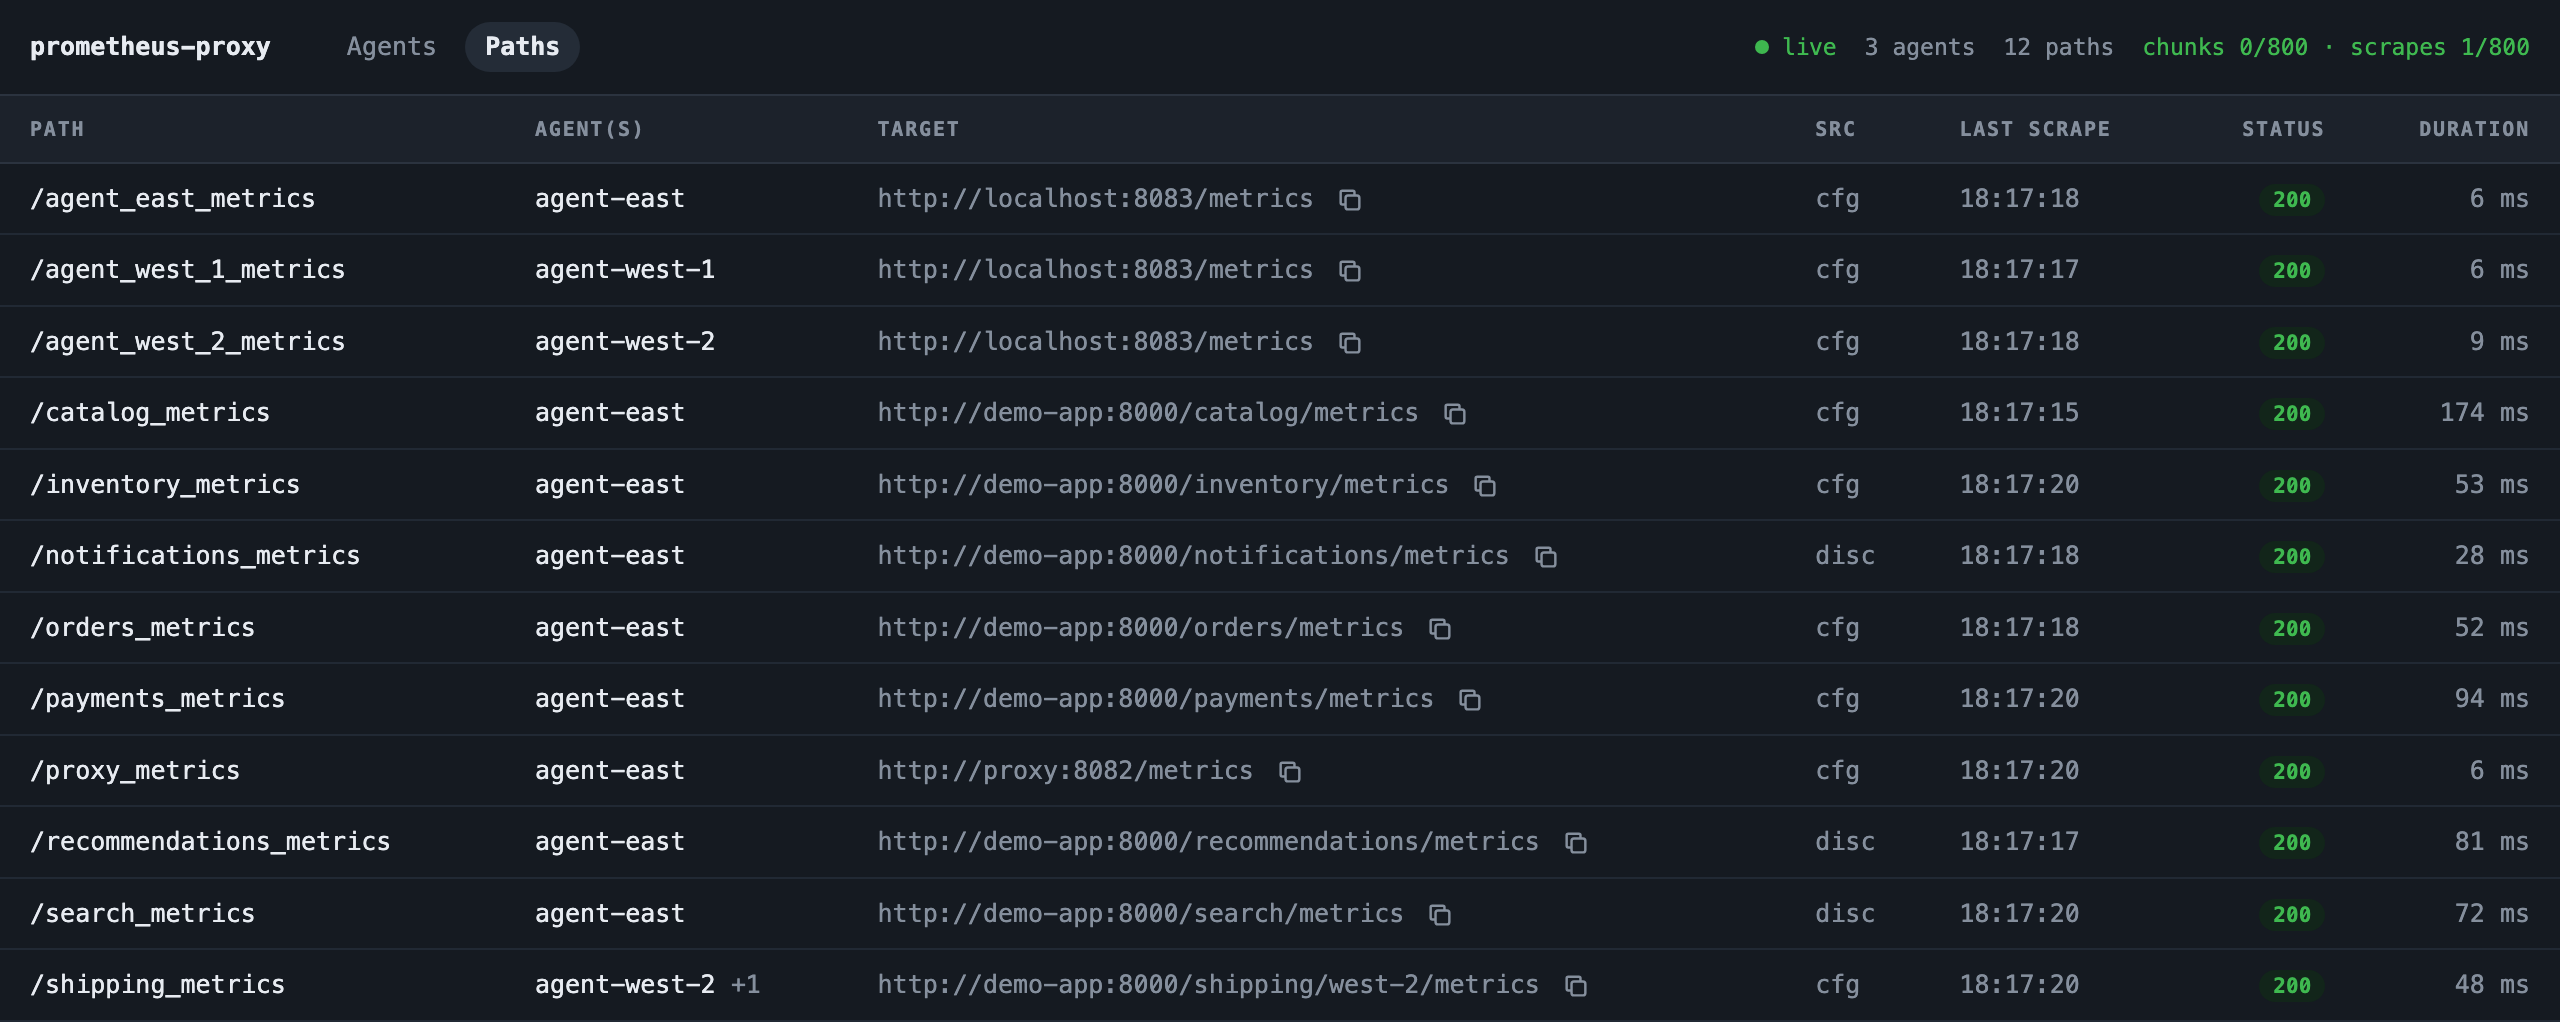 prometheus-proxy Agents Paths live 3 agents 12 paths chunks 0/800 · scrapes 1/800
PATH AGENT(S) TARGET SRC LAST SCRAPE STATUS DURATION
/agent_east_metrics agent-east http://localhost:8083/metrics cfg 18:17:18 200 6 ms
/agent_west_1_metrics agent-west-1 http://localhost:8083/metrics cfg 18:17:17 200 6 ms
/agent_west_2_metrics agent-west-2 http://localhost:8083/metrics cfg 18:17:18 200 9 ms
/catalog_metrics agent-east http://demo-app:8000/catalog/metrics cfg 18:17:15 200 174 ms
/inventory_metrics agent-east http://demo-app:8000/inventory/metrics cfg 18:17:20 200 53 ms
/notifications_metrics agent-east http://demo-app:8000/notifications/metrics disc 18:17:18 200 28 ms
/orders_metrics agent-east http://demo-app:8000/orders/metrics cfg 18:17:18 200 52 ms
/payments_metrics agent-east http://demo-app:8000/payments/metrics cfg 18:17:20 200 94 ms
/proxy_metrics agent-east http://proxy:8082/metrics cfg 18:17:20 200 6 ms
/recommendations_metrics agent-east http://demo-app:8000/recommendations/metrics disc 18:17:17 200 81 ms
/search_metrics agent-east http://demo-app:8000/search/metrics disc 18:17:20 200 72 ms
/shipping_metrics agent-west-2 +1 http://demo-app:8000/shipping/west-2/metrics cfg 18:17:20 200 48 ms